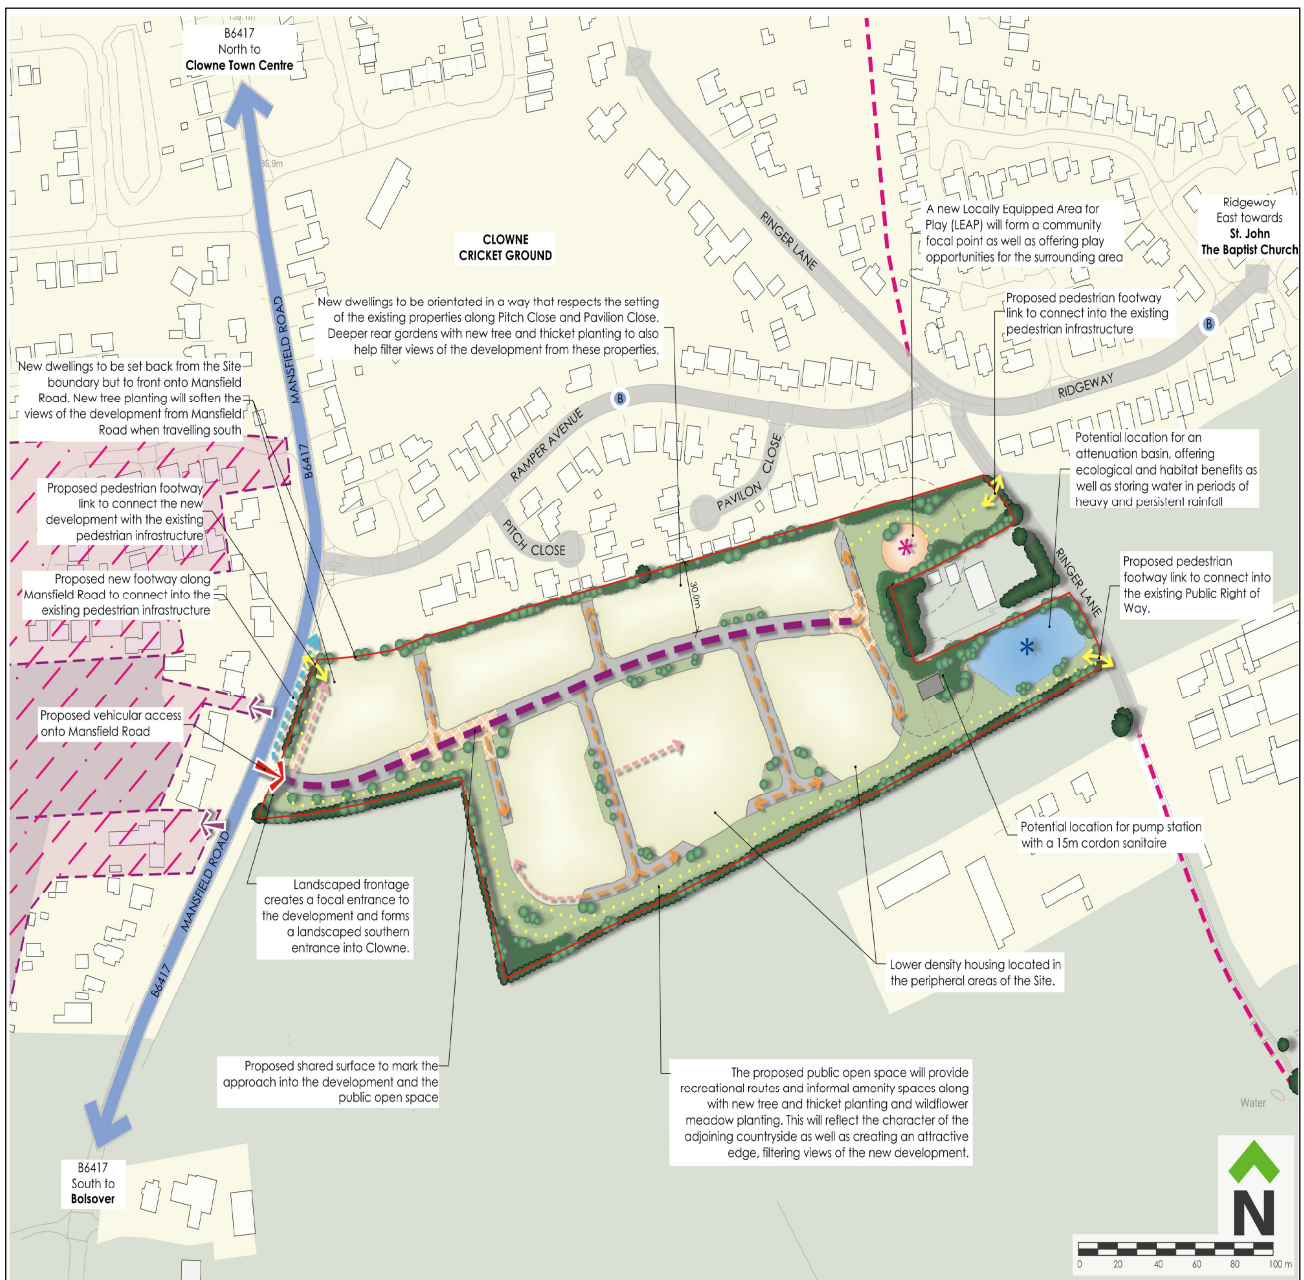 B6417
North to
Clowne Town Centre
CLOWNE
CRICKET GROUND
RINGER LANE
A new Locally Equipped Area for
Play (LEAP) will form a community
focal point as well as offering play
opportunities for the surrounding area
Ridgeway
East towards
St. John
The Baptist Church
New dwellings to be orientated in a way that respects the setting
of the existing properties along Pitch Close and Pavilion Close.
Deeper rear gardens with new tree and thicket planting to also
help filter views of the development from these properties.
Proposed pedestrian footway
link to connect into the existing
pedestrian infrastructure
B
MANSFIELD ROAD
New dwellings to be set back from the Site
boundary but to front onto Mansfield
Road. New tree planting will soften the
views of the development from Mansfield
Road when travelling south
B
RIDGEWAY
RAMPER AVENUE
PAVILON CLOSE
PITCH CLOSE
B6417
Potential location for an
attenuation basin, offering
ecological and habitat benefits as
well as storing water in periods of
heavy and persistent rainfall
Proposed pedestrian footway
link to connect the new
development with the existing
pedestrian infrastructure
Proposed new footway along
Mansfield Road to connect into the
existing pedestrian infrastructure
RINGER LANE
Proposed pedestrian
footway link to connect into
the existing Public Right of
Way.
30.0m
Proposed vehicular access
onto Mansfield Road
MANSFIELD ROAD
B6417
Potential location for pump station
with a 15m cordon sanitaire
Landscaped frontage
creates a focal entrance to
the development and forms
a landscaped southern
entrance into Clowne.
Lower density housing located in
the peripheral areas of the Site.
Proposed shared surface to mark the
approach into the development and the
public open space
The proposed public open space will provide
recreational routes and informal amenity spaces along
with new tree and thicket planting and wildflower
meadow planting. This will reflect the character of the
adjoining countryside as well as creating an attractive
edge, filtering views of the new development.
Water
B6417
South to
Bolsover
N
0 20 40 60 80 100 m